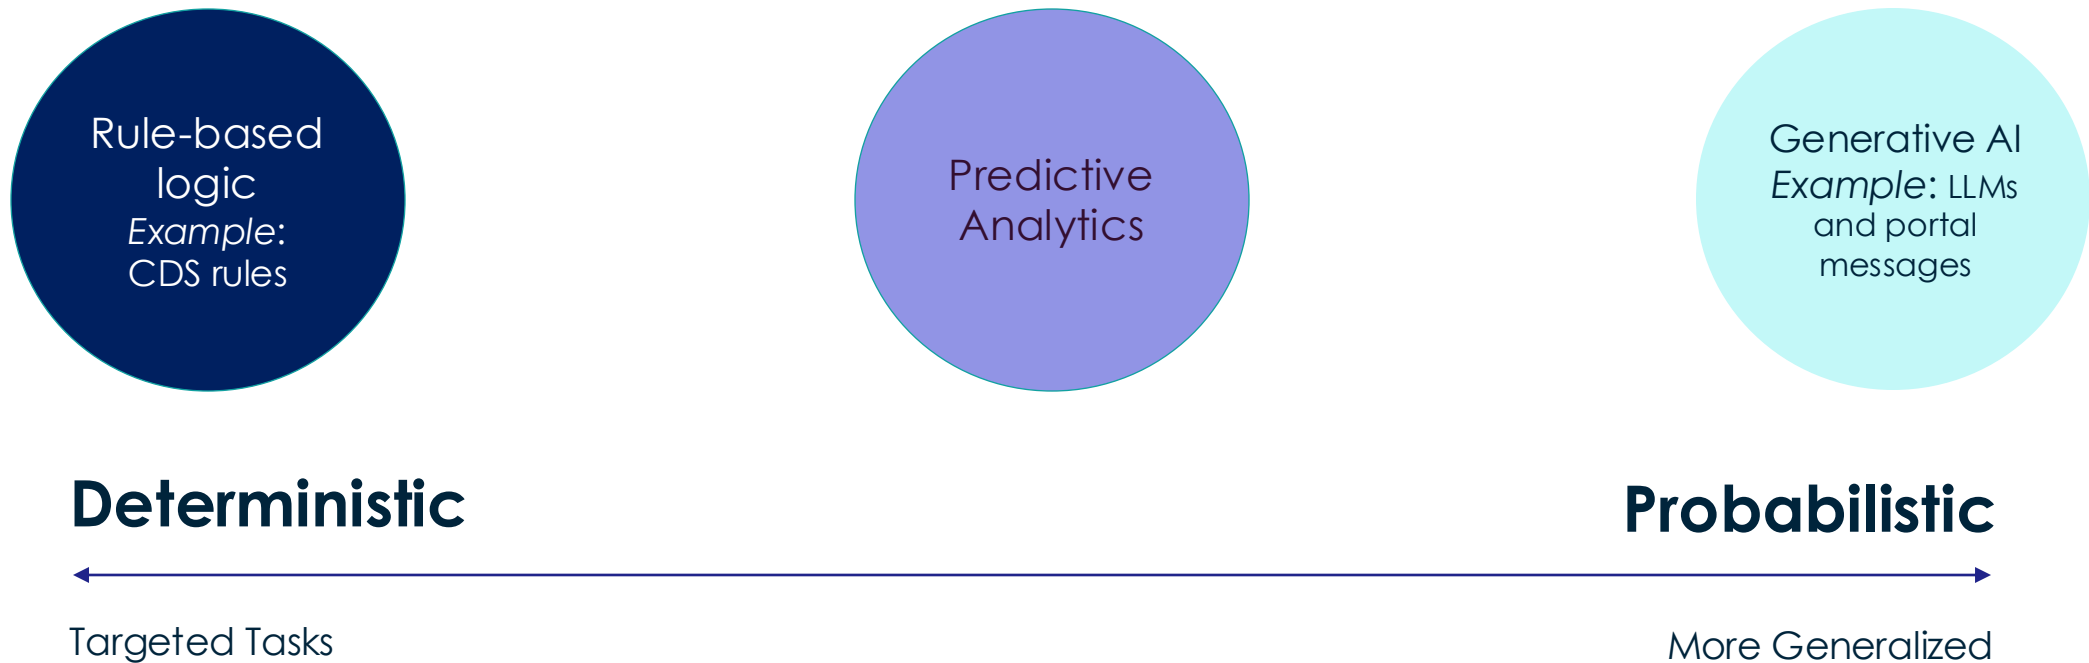 Rule-based
logic
Example:
CDS rules
Predictive
Analytics
Generative AI
Example: LLMs
and portal
messages
Deterministic
Probabilistic
Targeted Tasks
More Generalized